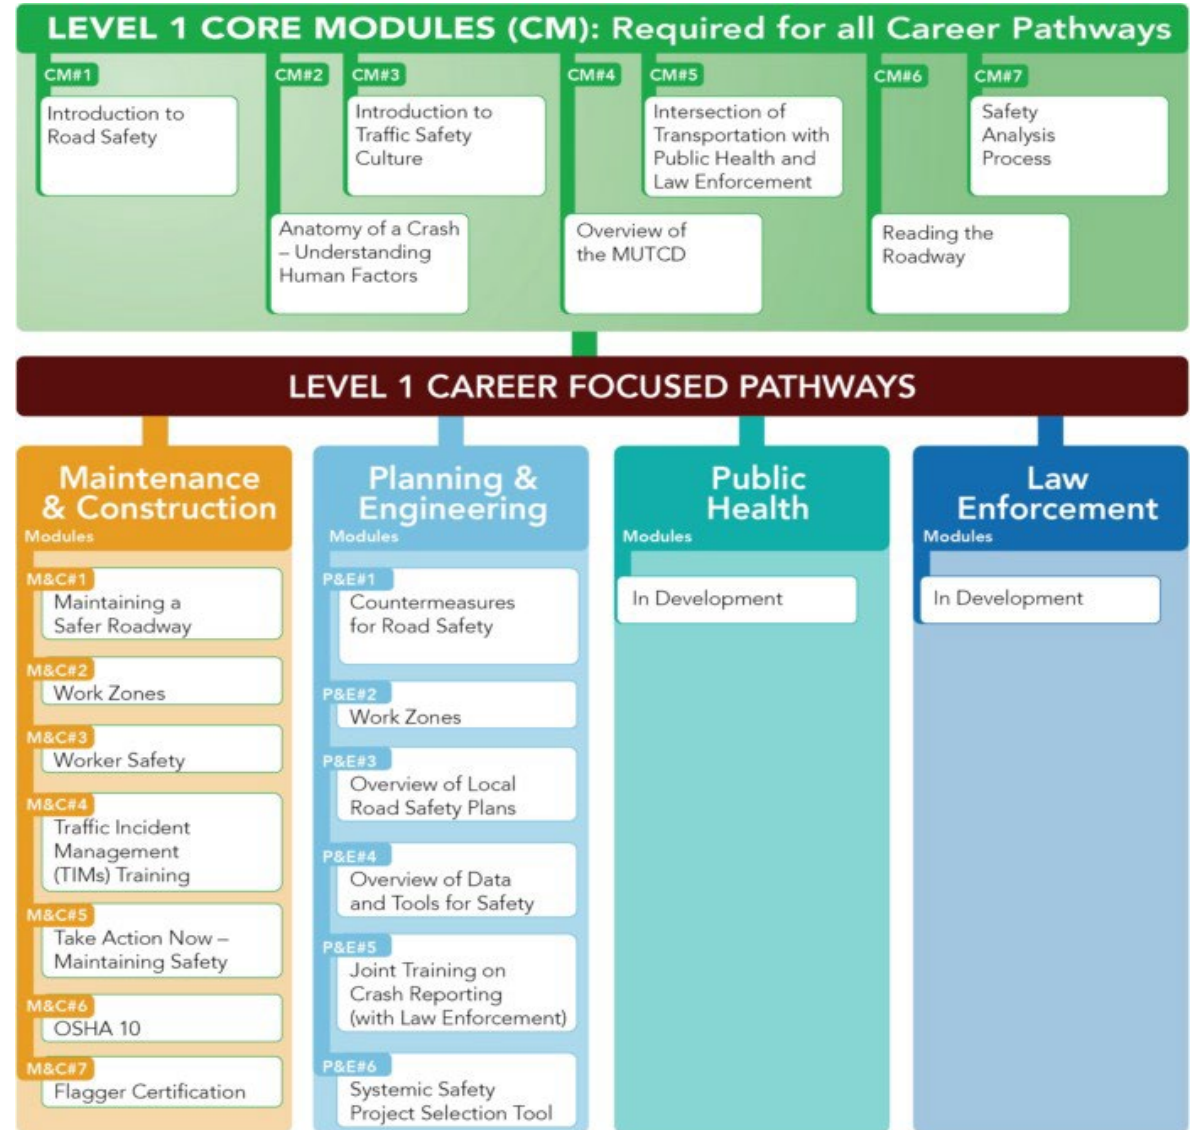 LEVEL 1 CORE MODULES (CM): Required for all Career Pathways
CM#1
Introduction to
Road Safety
CM#2
Anatomy of a Crash
– Understanding
Human Factors
CM#3
Introduction to
Traffic Safety
Culture
CM#4
Overview of
the MUTCD
CM#5
Intersection of
Transportation with
Public Health and
Law Enforcement
CM#6
Reading the
Roadway
CM#7
Safety
Analysis
Process
LEVEL 1 CAREER FOCUSED PATHWAYS
Maintenance
& Construction
Modules
M&C#1
Maintaining a
Safer Roadway
M&C#2
Work Zones
M&C#3
Worker Safety
M&C#4
Traffic Incident
Management
(TIMs) Training
M&C#5
Take Action Now –
Maintaining Safety
M&C#6
OSHA 10
M&C#7
Flagger Certification
Planning &
Engineering
Modules
P&E#1
Countermeasures
for Road Safety
P&E#2
Work Zones
P&E#3
Overview of Local
Road Safety Plans
P&E#4
Overview of Data
and Tools for Safety
P&E#5
Joint Training on
Crash Reporting
(with Law Enforcement)
P&E#6
Systemic Safety
Project Selection Tool
Public
Health
Modules
In Development
Law
Enforcement
Modules
In Development